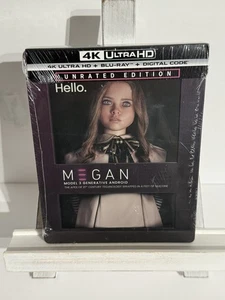 4K ULTRA HD
4K ULTRA HD + BLU-RAY + DIGITAL CODE
UNRATED EDITION
Hello.
M3GAN
MODEL 3 GENERATIVE ANDROID